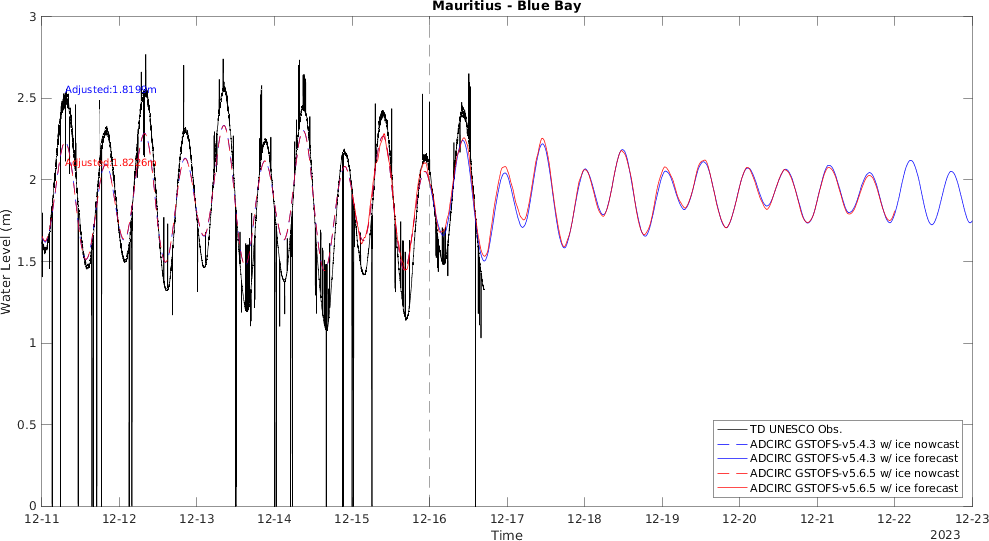 Mauritius - Blue Bay
Water Level (m)
3
2.5
2
1.5
1
0.5
0
Adjusted:1.8192m
Adjusted:1.8226m
TD UNESCO Obs.
ADCIRC GSTOFS-v5.4.3 w/ ice nowcast
ADCIRC GSTOFS-v5.4.3 w/ ice forecast
ADCIRC GSTOFS-v5.6.5 w/ ice nowcast
ADCIRC GSTOFS-v5.6.5 w/ ice forecast
12-11 12-12 12-13 12-14 12-15 12-16 12-17 12-18 12-19 12-20 12-21 12-22 12-23
Time
2023